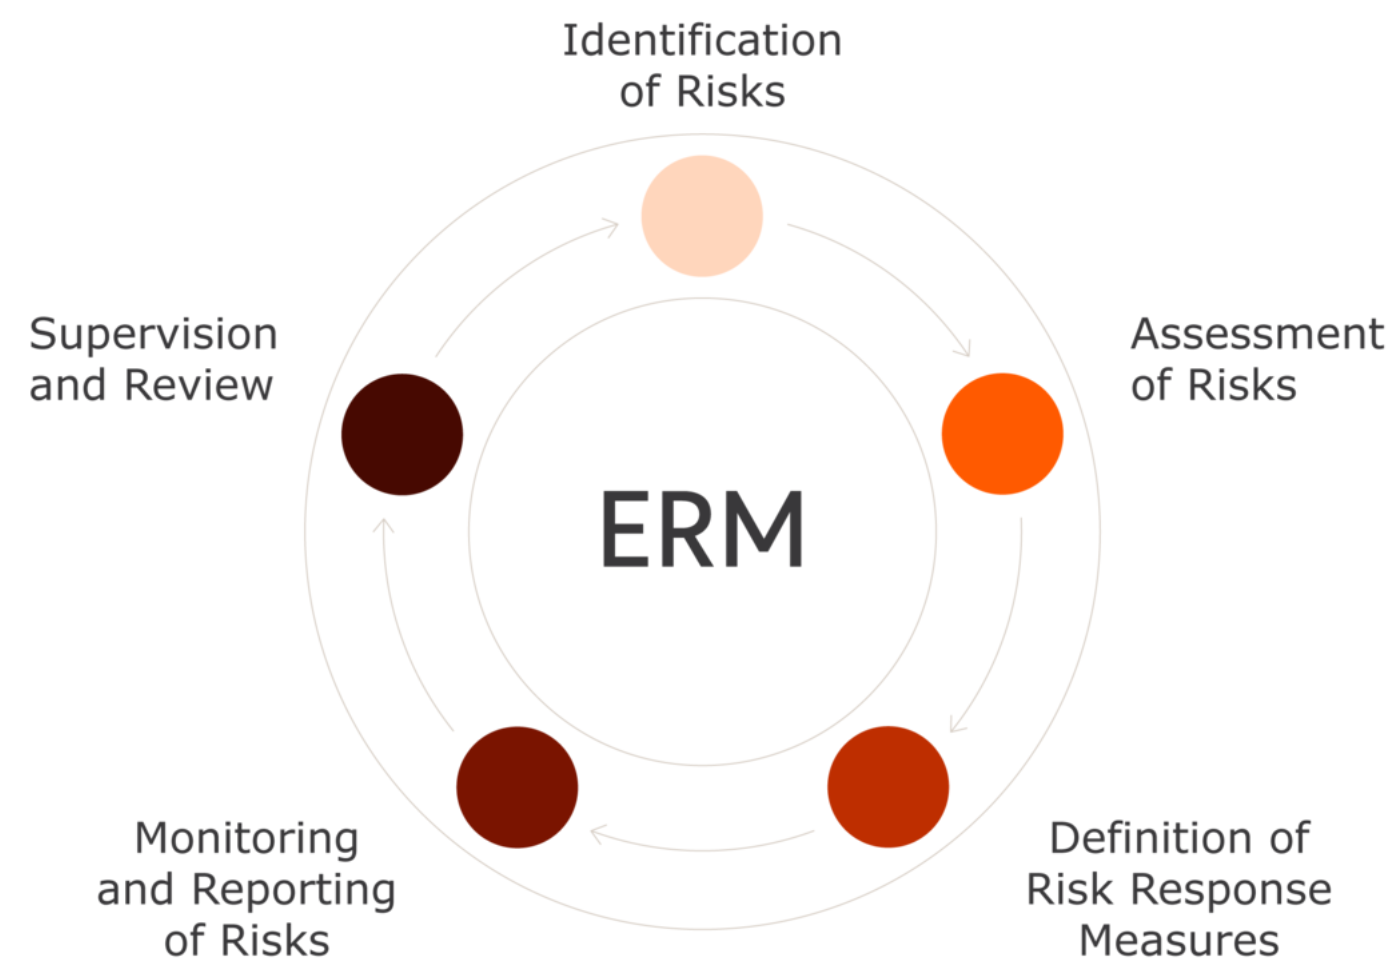 Identification
of Risks
Supervision
and Review
Assessment
of Risks
ERM
Monitoring
and Reporting
of Risks
Definition of
Risk Response
Measures